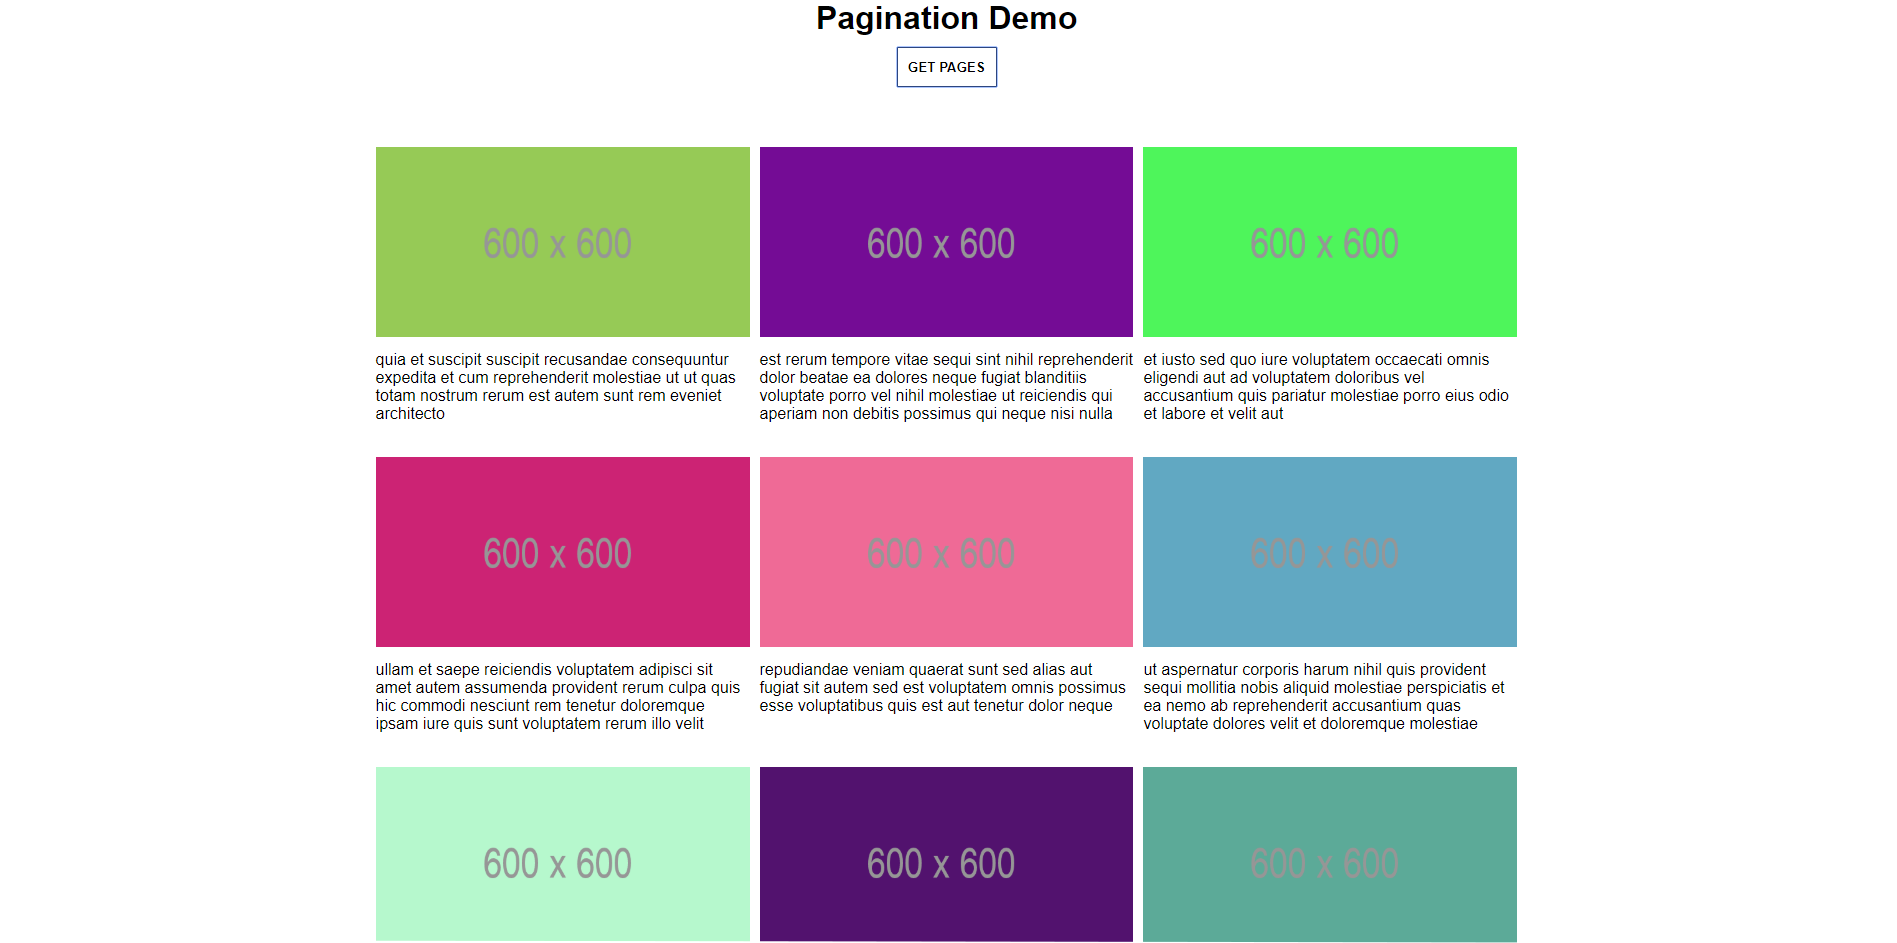 Pagination Demo
GET PAGES
600 x 600
600 x 600
600 x 600
quia et suscipit suscipit recusandae consequuntur
expedita et cum reprehenderit molestiae ut ut quas
totam nostrum rerum est autem sunt rem eveniet
architecto
est rerum tempore vitae sequi sint nihil reprehenderit
dolor beatae ea dolores neque fugiat blanditiis
voluptate porro vel nihil molestiae ut reiciendis qui
aperiam non debitis possimus qui neque nisi nulla
et iusto sed quo iure voluptatem occaecati omnis
eligendi aut ad voluptatem doloribus vel
accusantium quis pariatur molestiae porro eius odio
et labore et velit aut
600 x 600
600 x 600
600 x 600
ullam et saepe reiciendis voluptatem adipisci sit
amet autem assumenda provident rerum culpa quis
hic commodi nesciunt rem tenetur doloremque
ipsam iure quis sunt voluptatem rerum illo velit
repudiandae veniam quaerat sunt sed alias aut
fugiat sit autem sed est voluptatem omnis possimus
esse voluptatibus quis est aut tenetur dolor neque
ut aspernatur corporis harum nihil quis provident
sequi mollitia nobis aliquid molestiae perspiciatis et
ea nemo ab reprehenderit accusantium quas
voluptate dolores velit et doloremque molestiae
600 x 600
600 x 600
600 x 600